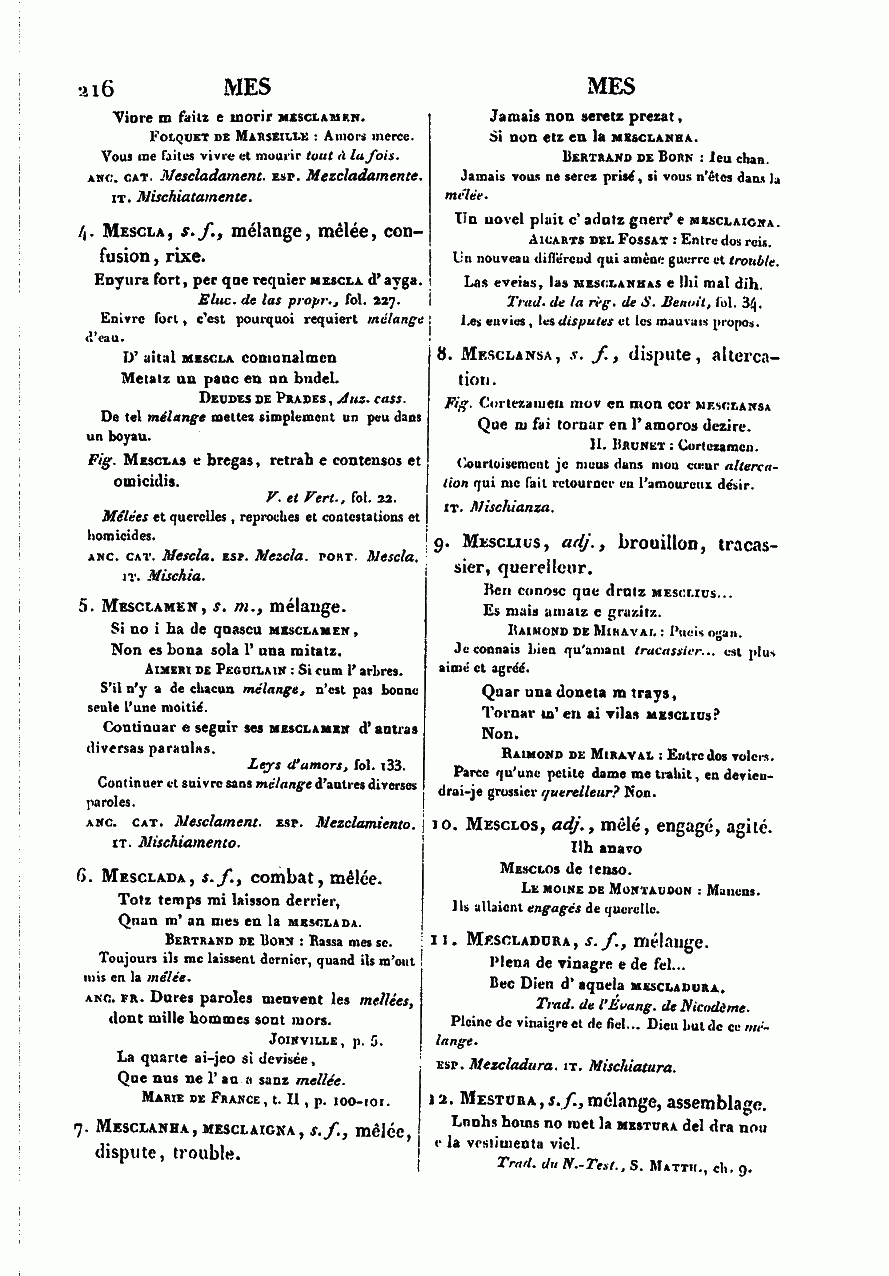 216 MES MES
Viure m faitz e morir MESCLAMEN.
FOLQUET DE MARSEILLE : Amors merce.
Vous me faites vivre et mourir tout à la fois.
ANC. CAT. Mescladament. ESP. Mezcladamente.
IT. Mischiatamente.
4. MESCLA, s. f., mélange, mêlée, con-
fusion, rixe.
Enyura fort, per que requier MESCLA d'ayga.
Eluc. de las propr., fol. 227.
Enivre fort, c'est pourquoi requiert mélange
d'eau.
D'aital MESCLA comunalmen
Metatz un pauc en un budel.
DEUDES DE PRADES, Auz. cass.
De tel mélange mettez simplement un peu dans
un boyau.
Fig. MESCLAS e bregas, retrah e contensos et
omicidis.
V. et Vert., fol. 22.
Mêlées et querelles, reproches et contestations et
homicides.
ANC. CAT. Mescla. ESP. Mezcla. PORT. Mescla.
IT. Mischia.
5. MESCLAMEN, s. m., mélange.
Si no i ha de quascu MESCLAMEN,
Non es bona sola l'una mitatz.
AIMERI DE PEGUILAIN : Si cum l'arbres.
S'il n'y a de chacun mélange, n'est pas bonne
seule l'une moitié.
Continuar e seguir ses MESCLAMEN d'autras
diversas paraulas.
Leys d'amors, fol. 133.
Continuer et suivre sans mélange d'autres diverses
paroles.
ANC. CAT. Mesclament. ESP. Mezclamiento.
IT. Mischiamento.
6. MESCLADA, s. f., combat, mêlée.
Totz temps mi laisson derrier,
Quan m'an mes en la MESCLADA.
BERTRAND DE BORN : Rassa mes se.
Toujours ils me laissent dernier, quand ils m'ont
mis en la mêlée.
ANC. FR. Dures paroles meuvent les mellées,
dont mille hommes sont mors.
JOINVILLE, p. 5.
La quarte ai-jeo si devisée,
Que nus ne l'au a sanz mellée.
MARIE DE FRANCE, t. II, p. 100-101.
7. MESCLANHA, MESCLAIGNA, s. f., mêlée,
dispute, trouble.
Jamais non seretz prezat,
Si non etz en la MESCLANHA.
BERTRAND DE BORN : Ieu chan.
Jamais vous ne serez prisé, si vous n'êtes dans la
mêlée.
Un novel plait c'adutz guerr' e MESCLAIGNA.
AICARTS DEL FOSSAT : Entre dos reis.
Un nouveau différend qui amène guerre et trouble.
Las eveias, las MESCLANHAS e lhi mal dih.
Trad. de la règ. de S. Benoît, fol. 34.
Les envies, les disputes et les mauvais propos.
8. MESCLANSA, s. f., dispute, alterca-
tion.
Fig. Cortezamen mov en mon cor MESCLANSA
Que m fai tornar en l'amoros dezire.
H. BRUNET : Cortezamen.
Courtoisement je meus dans mon cœur alterca-
tion qui me fait retourner en l'amoureux désir.
IT. Mischianza.
9. MESCLIUS, adj., brouillon, tracas-
sier, querelleur.
Ben conosc que drutz MESCLIUS...
Es mais amatz e grazitz.
RAIMOND DE MIRAVAL : Pueis ogan.
Je connais bien qu'amant tracassier... est plus
aimé et agréé.
Quar una doneta m trays,
Tornar m'en ai vilas MESCLIUS?
Non.
RAIMOND DE MIRAVAL : Entre dos volers.
Parce qu'une petite dame me trahit, en devien-
drai-je grossier querelleur? Non.
10. MESCLOS, adj., mêlé, engagé, agité.
Ilh anavo
MESCLOS de tenso.
LE MOINE DE MONTAUDON : Manens.
Ils allaient engagés de querelle.
11. MESCLADURA, s. f., mélange.
Plena de vinagre e de fel...
Bec Dieu d'aquela MESCLADURA.
Trad. de l'Évang. de Nicodème.
Pleine de vinaigre et de fiel... Dieu but de ce mé-
lange.
ESP. Mezcladura. IT. Mischiatura.
12. MESTURA, s. f., mélange, assemblage.
Lunhs homs no met la MESTURA del dra nou
e la vestimenta viel.
Trad. du N.-Test., S. MATTH., ch. 9.